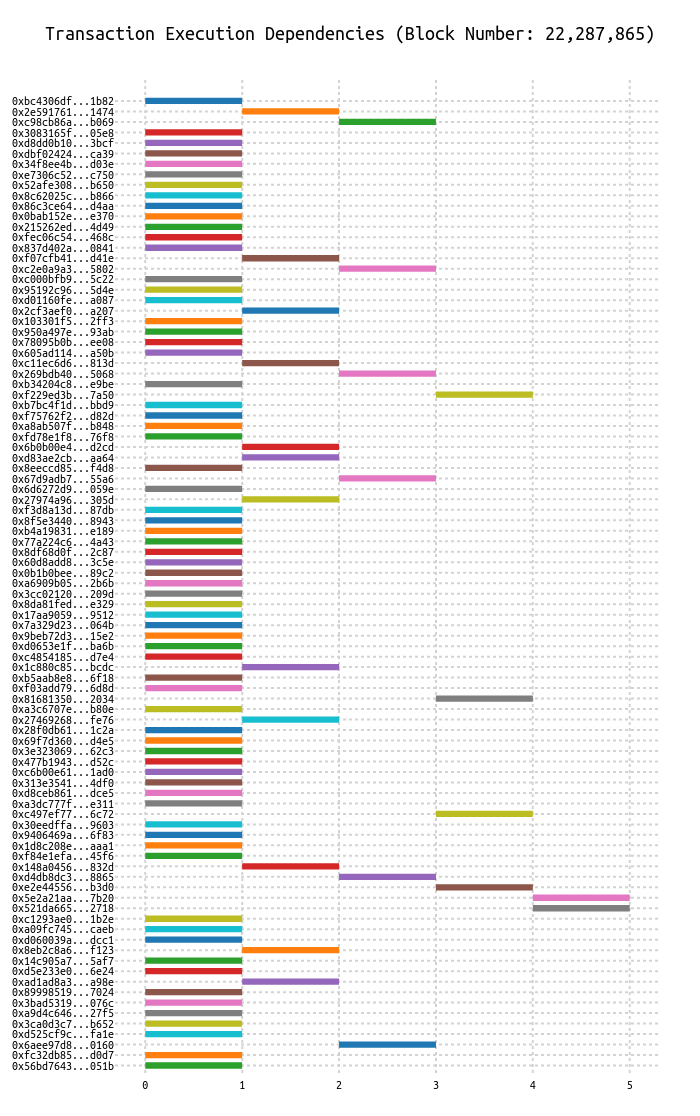 Transaction Execution Dependencies (Block Number: 22,287,865)
0xbc4306df...1b82
0x2e591761...1474
0xc98cb86a...b069
0x3083165f...05e8
0xd8dd0b10...3bcf
0xdbf02424...ca39
0x34f8ee4b...d03e
0xe7306c52...c750
0x52afe308...b650
0x8c62025c...b866
0x86c3ce64...d4aa
0x0bab152e...e370
0x215262ed...4d49
0xfec06c54...468c
0x837d402a...0841
0xf07cfb41...d41e
0xc2e0a9a3...5802
0xc000bfb9...5c22
0x95192c96...5d4e
0xd01160fe...a087
0x2cf3aef0...a207
0x103301f5...2ff3
0x950a497e...93ab
0x78095b0b...ee08
0x605ad114...a50b
0xc11ec6d6...813d
0x269bdb40...5068
0xb34204c8...e9be
0xf229ed3b...7a50
0xb7bc4f1d...bbd9
0xf75762f2...d82d
0xa8ab507f...b848
0xfd78e1f8...76f8
0x6b0b00e4...d2cd
0xd83ae2cb...aa64
0x8eeccd85...f4d8
0x67d9adb7...55a6
0x6d6272d9...059e
0x27974a96...305d
0xf3d8a13d...87db
0x8f5e3440...8943
0xb4a19831...e189
0x77a224c6...4a43
0x8df68d0f...2c87
0x60d8add8...3c5e
0x0b1b0bee...89c2
0xa6909b05...2b6b
0x3cc02120...209d
0x8da81fed...e329
0x17aa9059...9512
0x7a329d23...064b
0x9beb72d3...15e2
0xd0653e1f...ba6b
0xc4854185...d7e4
0x1c880c85...bcdc
0xb5aab8e8...6f18
0xf03add79...6d8d
0x81681350...2034
0xa3c6707e...b80e
0x27469268...fe76
0x28f0db61...1c2a
0x69f7d360...d4e5
0x3e323069...62c3
0x477b1943...d52c
0xc6b00e61...1ad0
0x313e3541...4df0
0xd8ceb861...dce5
0xa3dc777f...e311
0xc497ef77...6c72
0x30eedffa...9603
0x9406469a...6f83
0x1d8c208e...aaa1
0xf84e1efa...45f6
0x148a0456...832d
0xd4db8dc3...8865
0xe2e44556...b3d0
0x5e2a21aa...7b20
0x521da665...2718
0xc1293ae0...1b2e
0xa09fc745...caeb
0xd060039a...dcc1
0x8eb2c8a6...f123
0x14c905a7...5af7
0xd5e233e0...6e24
0xad1ad8a3...a98e
0x89998519...7024
0x3bad5319...076c
0xa9d4c646...27f5
0x3ca0d3c7...b652
0xd525cf9c...fa1e
0x6aee97d8...0160
0xfc32db85...d0d7
0x56bd7643...051b
0 1 2 3 4 5